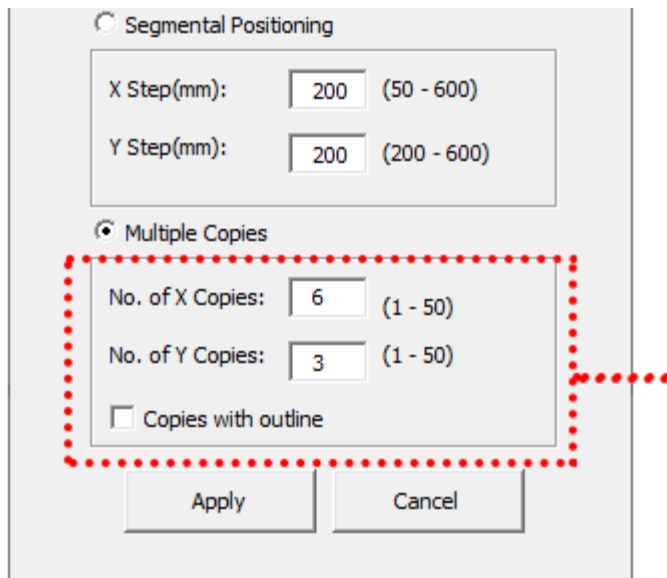 Segmental Positioning
X Step(mm): 200 (50 - 600)
Y Step(mm): 200 (200 - 600)
Multiple Copies
No. of X Copies: 6 (1 - 50)
No. of Y Copies: 3 (1 - 50)
Copies with outline
Apply Cancel